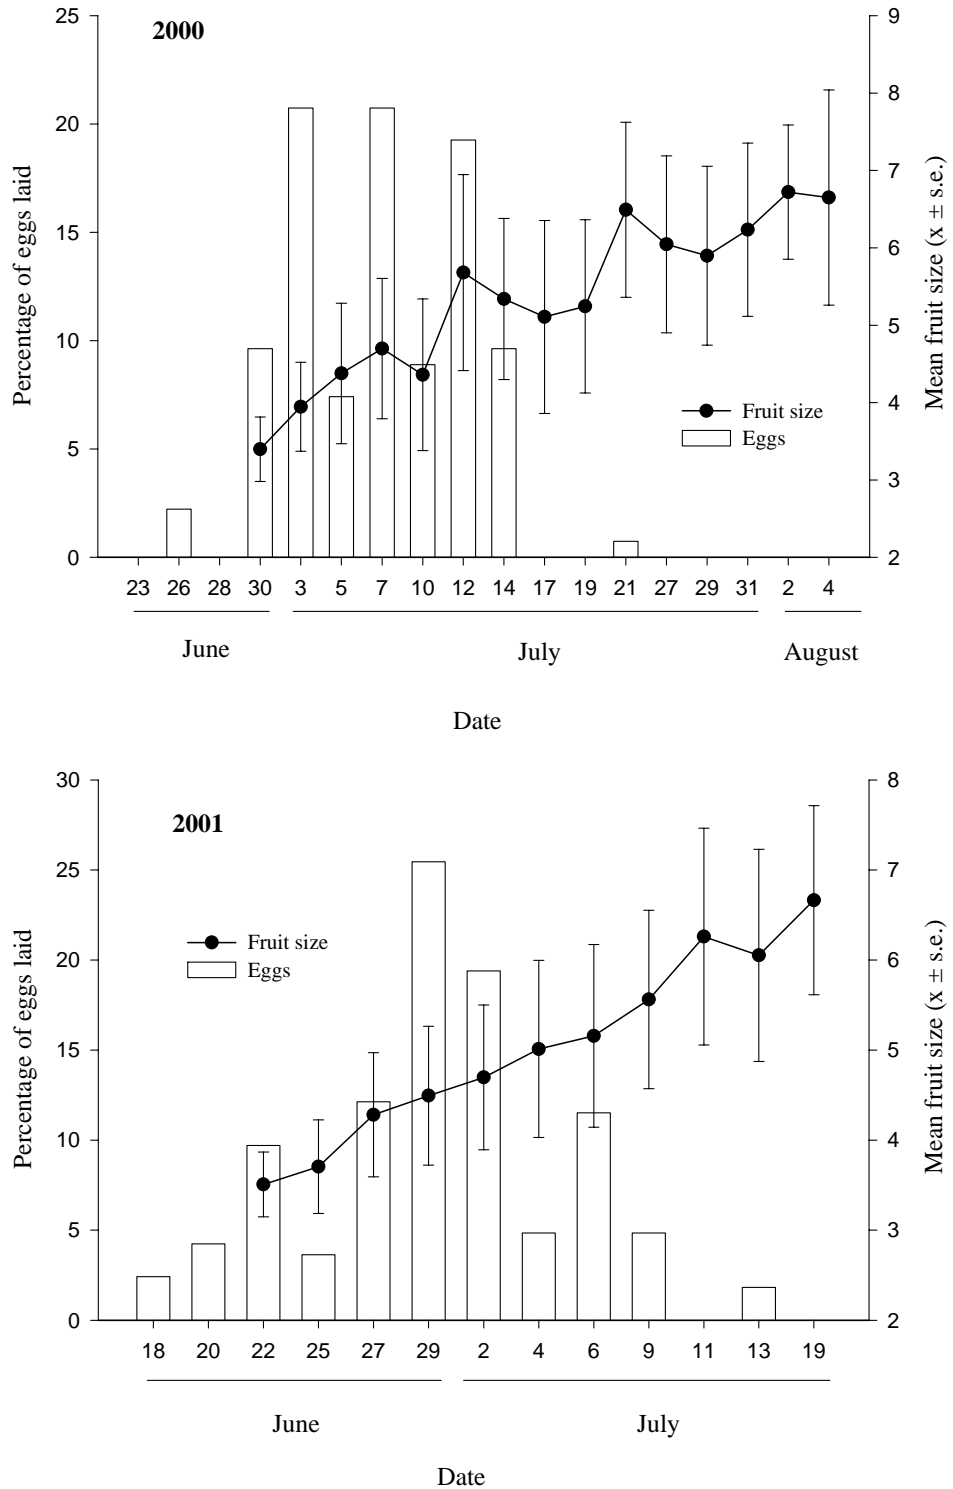 2000
Percentage of eggs laid
Mean fruit size (x ± s.e.)
25
20
15
10
5
0
9
8
7
6
5
4
3
2
Fruit size
Eggs
23 26 28 30 3 5 7 10 12 14 17 19 21 27 29 31 2 4
June July August
Date
2001
Percentage of eggs laid
Mean fruit size (x ± s.e.)
30
25
20
15
10
5
0
8
7
6
5
4
3
2
Fruit size
Eggs
18 20 22 25 27 29 2 4 6 9 11 13 19
June July
Date